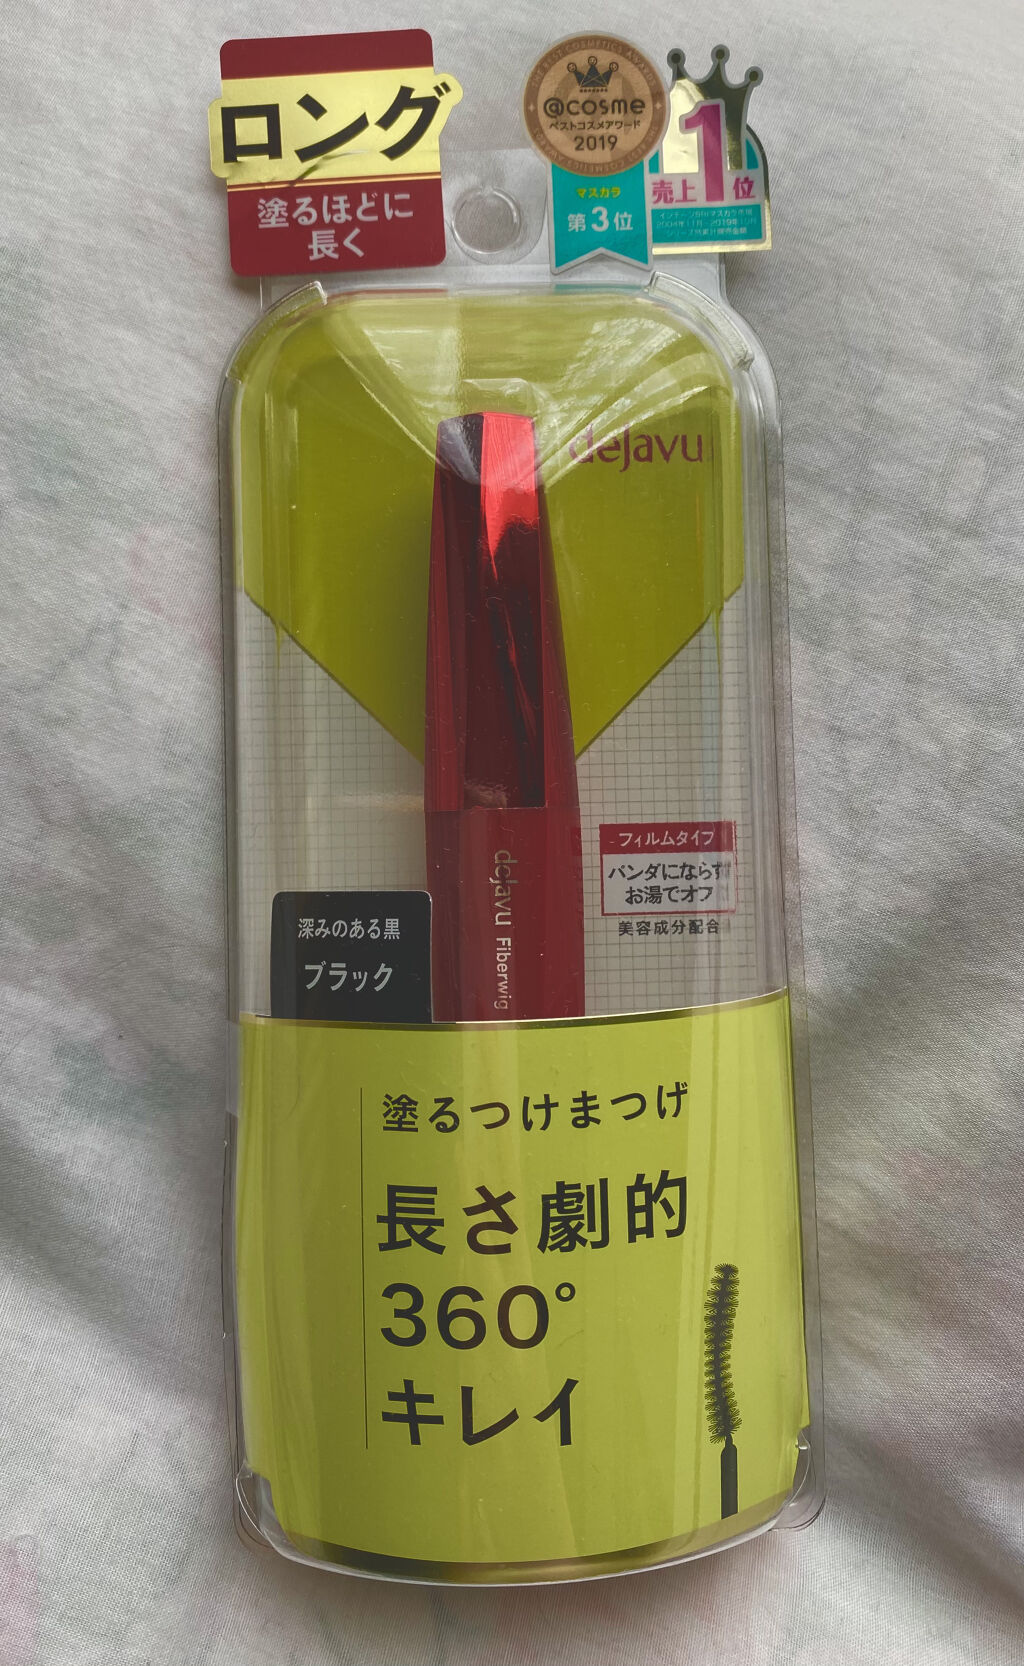 ロング
塗るほどに
長く
@cosme
ベストコスメアワード
2019
マスカラ
第3位
売上1位
dejavu
フィルムタイプ
パンダにならず
お湯でオフ
美容成分配合
深みのある黒
ブラック
dejavu Fiberwig
塗るつけまつげ
長さ劇的
360°
キレイ